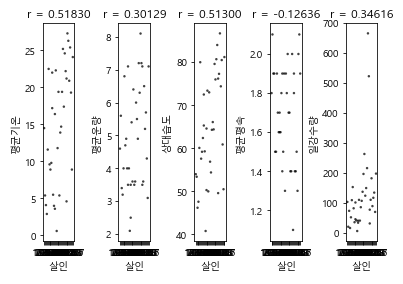 r = 0.51830
r = 0.30129
r = 0.51300
r = -0.12636
r = 0.34616
평균기온
25
20
15
10
5
0
살인
평균운량
8
7
6
5
4
3
2
살인
상대습도
80
70
60
50
40
살인
평균풍속
2.0
1.8
1.6
1.4
1.2
살인
일강수량
700
600
500
400
300
200
100
0
살인